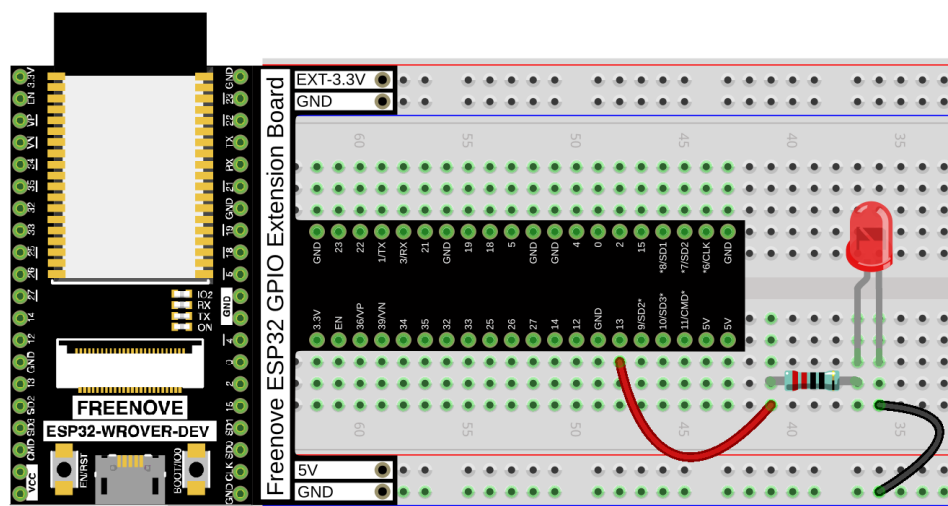 3.3V
EN
VP
VN
34
35
32
33
25
26
27
14
12
GND
13
SD2
SD3
CMD
VCC
GND
23
22
TX
RX
21
GND
19
18
5
GND
4
0
2
15
SD1
SD0
CLK
GND
IO2
RX
TX
ON
FREENOVE
ESP32-WROVER-DEV
EN/RST
BOOT/IO0
Freenove ESP32 GPIO Extension Board
EXT-3.3V
GND
60
55
50
45
40
35
GND
23
22
1/TX
3/RX
21
GND
19
18
5
GND
GND
4
0
2
15
*8/SD1
*7/SD2
*6/CLK
GND
3.3V
EN
36/VP
39/VN
34
35
32
33
25
26
27
14
12
GND
13
9/SD2*
10/SD3*
11/CMD*
5V
5V
60
55
50
45
40
35
5V
GND